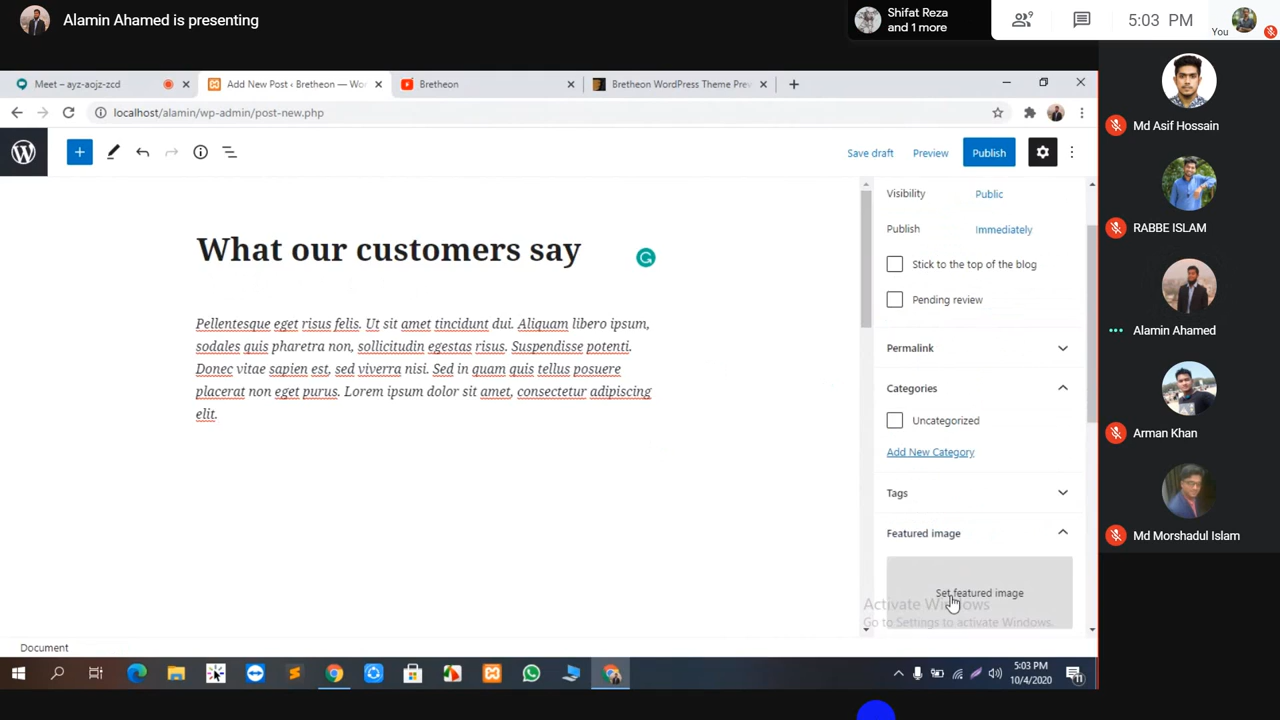 Alamin Ahamed is presenting
Shifat Reza
and 1 more
9
5:03 PM
You
Meet – ayz-aojz-zcd
Add New Post ‹ Bretheon — Wor
Bretheon
Bretheon WordPress Theme Prev
localhost/alamin/wp-admin/post-new.php
Save draft
Preview
Publish
What our customers say
Pellentesque eget risus felis. Ut sit amet tincidunt dui. Aliquam libero ipsum,
sodales quis pharetra non, sollicitudin egestas risus. Suspendisse potenti.
Donec vitae sapien est, sed viverra nisi. Sed in quam quis tellus posuere
placerat non eget purus. Lorem ipsum dolor sit amet, consectetur adipiscing
elit.
Visibility
Public
Publish
Immediately
Stick to the top of the blog
Pending review
Permalink
Categories
Uncategorized
Add New Category
Tags
Featured image
Set featured image
Activate Windows
Go to Settings to activate Windows.
Document
5:03 PM
10/4/2020
11
Md Asif Hossain
RABBE ISLAM
Alamin Ahamed
Arman Khan
Md Morshadul Islam